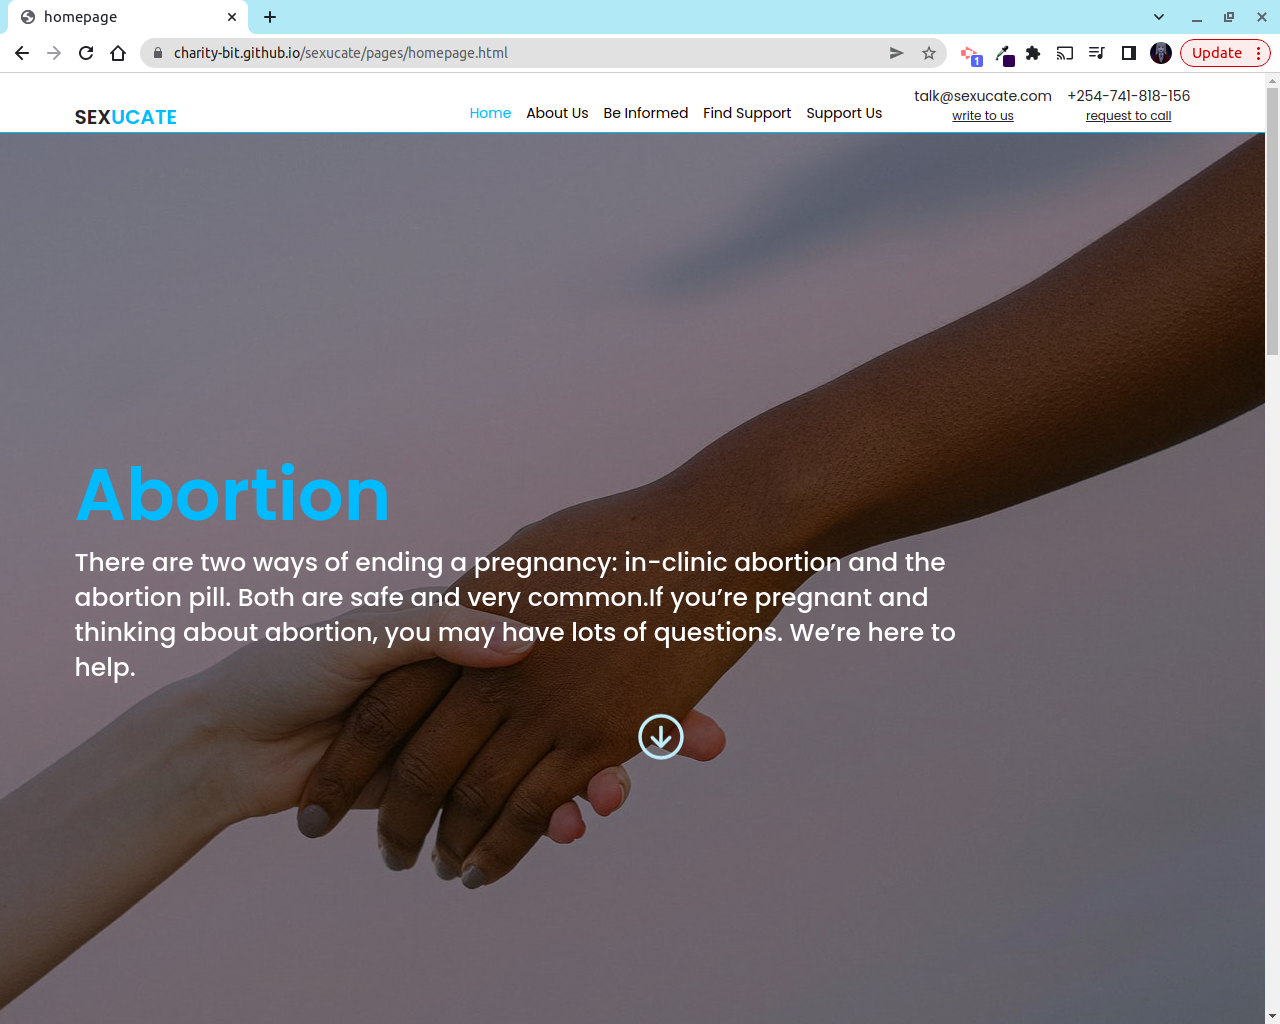 homepage
charity-bit.github.io/sexucate/pages/homepage.html
1
Update
SEXUCATE
Home About Us Be Informed Find Support Support Us
talk@sexucate.com +254-741-818-156
write to us request to call
Abortion
There are two ways of ending a pregnancy: in-clinic abortion and the
abortion pill. Both are safe and very common.If you’re pregnant and
thinking about abortion, you may have lots of questions. We’re here to
help.